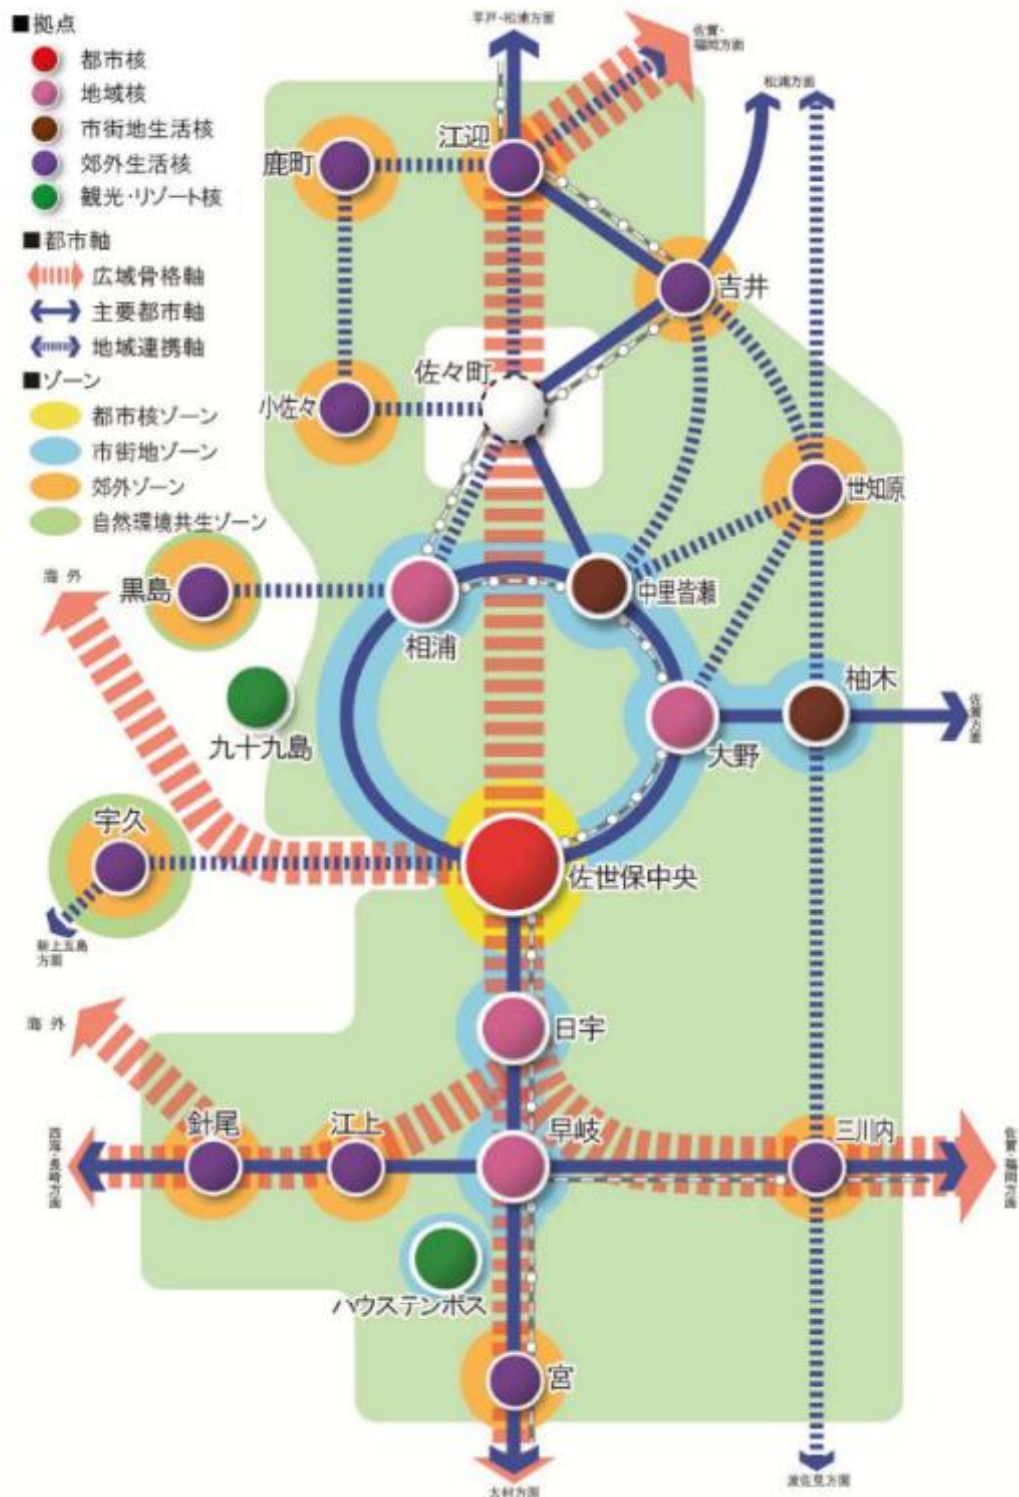 ■拠点
都市核
地域核
市街地生活核
郊外生活核
観光・リゾート核
■都市軸
広域骨格軸
主要都市軸
地域連携軸
■ゾーン
都市核ゾーン
市街地ゾーン
郊外ゾーン
自然環境共生ゾーン
平戸・松浦方面
佐賀・
福岡方面
松浦方面
江迎
鹿町
吉井
佐々町
小佐々
世知原
海外
黒島
相浦
中里皆瀬
柚木
佐賀方面
九十九島
大野
宇久
佐世保中央
新上五島
方面
海外
日宇
針尾
江上
早岐
三川内
西海・長崎方面
佐賀・福岡方面
ハウステンボス
宮
大村方面
波佐見方面